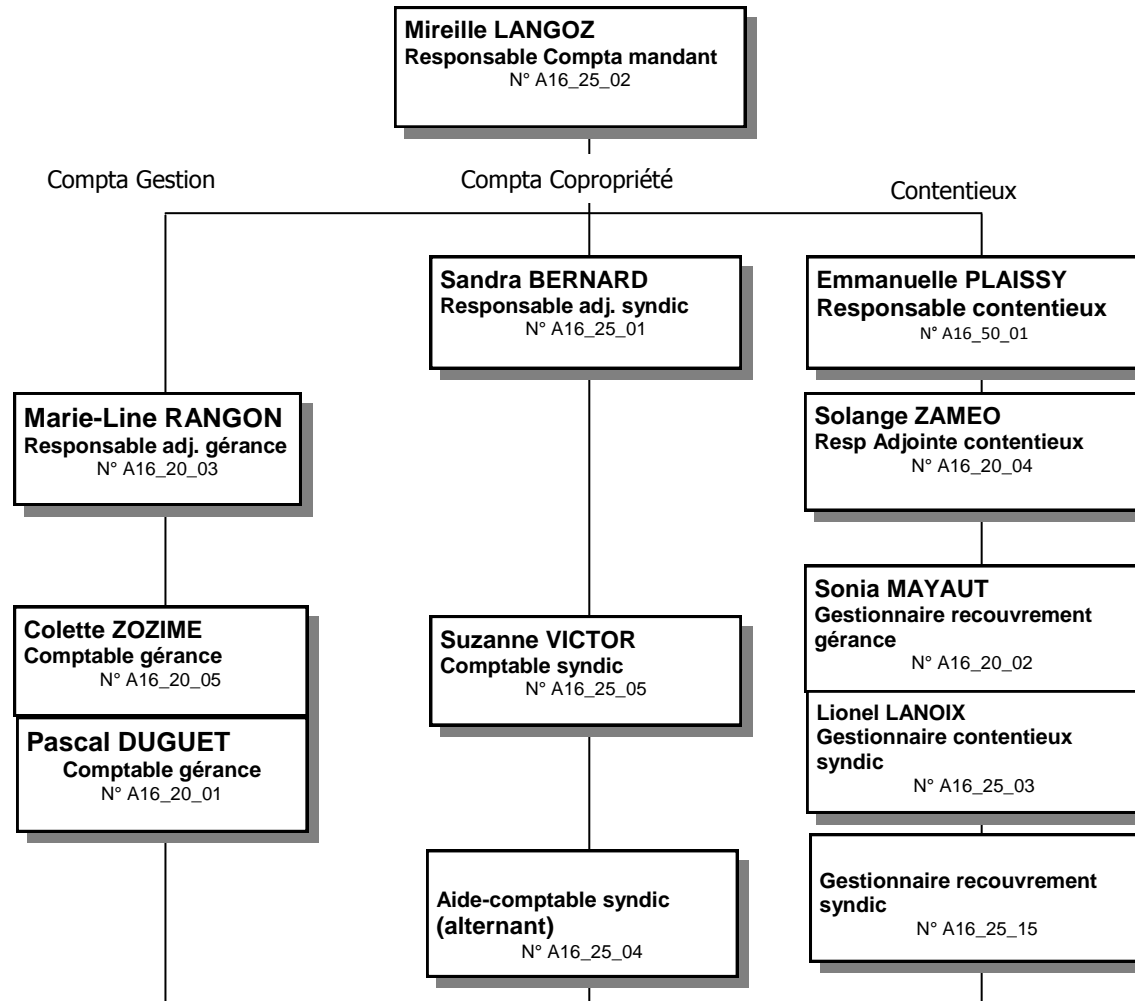 Mireille LANGOZ
Responsable Compta mandant
N° A16_25_02
Compta Gestion
Compta Copropriété
Contentieux
Sandra BERNARD
Responsable adj. syndic
N° A16_25_01
Emmanuelle PLAISSY
Responsable contentieux
N° A16_50_01
Marie-Line RANGON
Responsable adj. gérance
N° A16_20_03
Solange ZAMEO
Resp Adjointe contentieux
N° A16_20_04
Colette ZOZIME
Comptable gérance
N° A16_20_05
Pascal DUGUET
Comptable gérance
N° A16_20_01
Suzanne VICTOR
Comptable syndic
N° A16_25_05
Sonia MAYAUT
Gestionnaire recouvrement
gérance
N° A16_20_02
Lionel LANOIX
Gestionnaire contentieux
syndic
N° A16_25_03
Aide-comptable syndic
(alternant)
N° A16_25_04
Gestionnaire recouvrement
syndic
N° A16_25_15